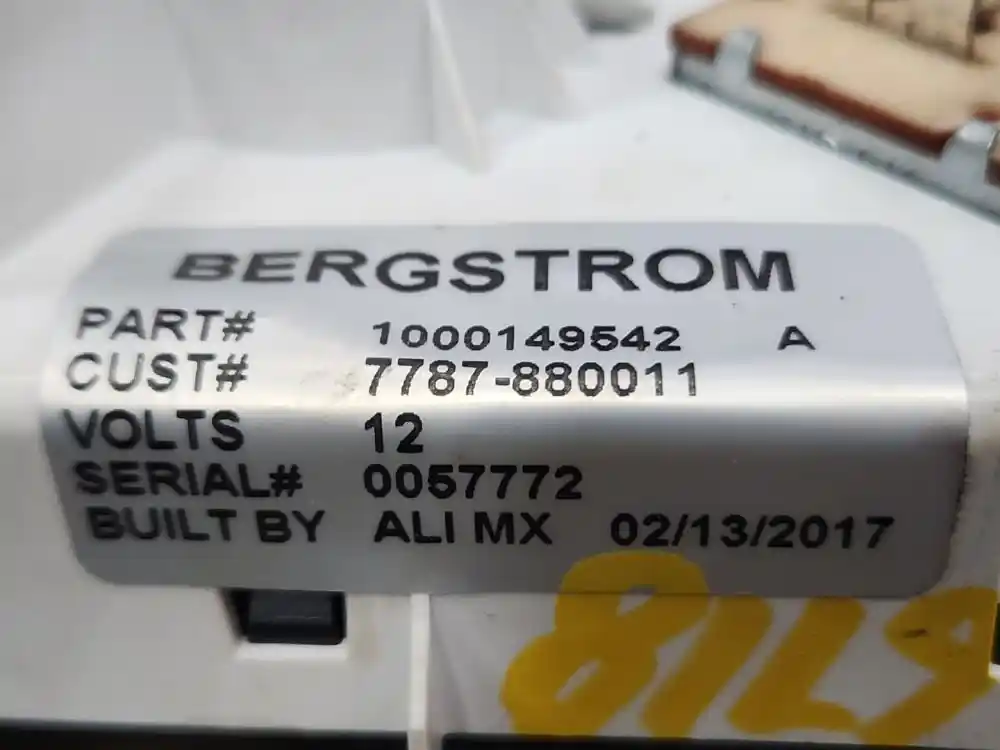 BERGSTROM
PART# 1000149542 A
CUST# 7787-880011
VOLTS 12
SERIAL# 0057772
BUILT BY ALI MX 02/13/2017